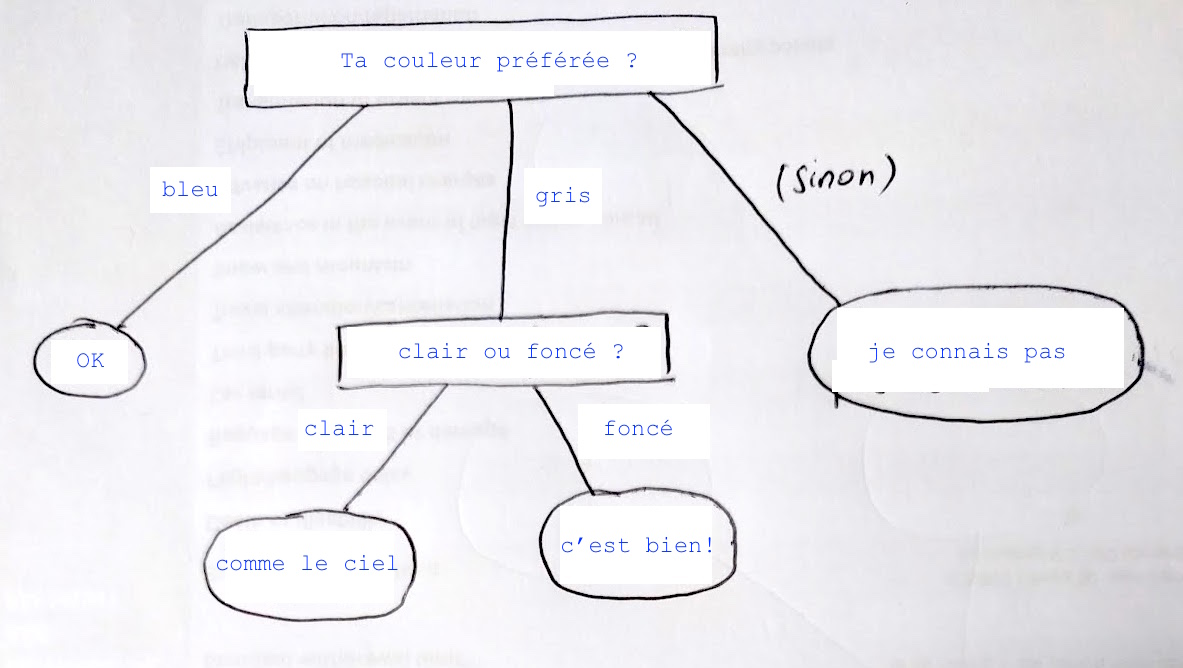 Ta couleur préférée ?
bleu
gris
(sinon)
OK
clair ou foncé ?
je connais pas
clair
foncé
comme le ciel
c'est bien!